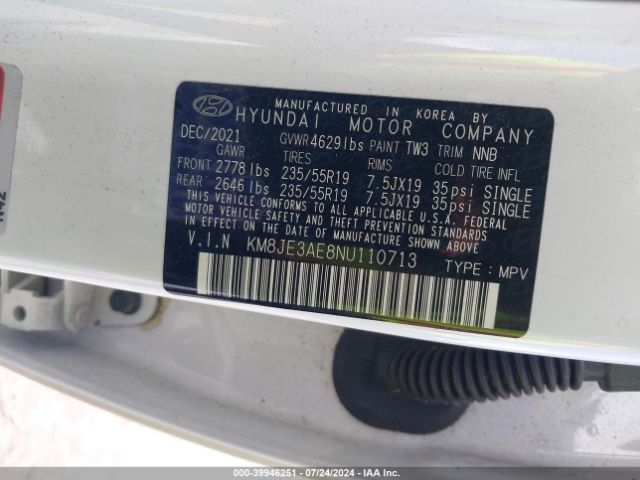 MANUFACTURED IN KOREA BY
HYUNDAI MOTOR COMPANY
DEC/2021 GVWR 4629lbs PAINT TW3 TRIM NNB
GAWR TIRES RIMS COLD TIRE INFL
FRONT 2778lbs 235/55R19 7.5JX19 35psi SINGLE
REAR 2646lbs 235/55R19 7.5JX19 35psi SINGLE
THIS VEHICLE CONFORMS TO ALL APPLICABLE U.S.A. FEDERAL
MOTOR VEHICLE SAFETY AND THEFT PREVENTION STANDARDS
IN EFFECT ON THE DATE OF MANUFACTURE SHOWN ABOVE.
V.I.N KM8JE3AE8NU110713 TYPE : MPV
N42
000-39946251 - 07/24/2024 - IAA Inc.